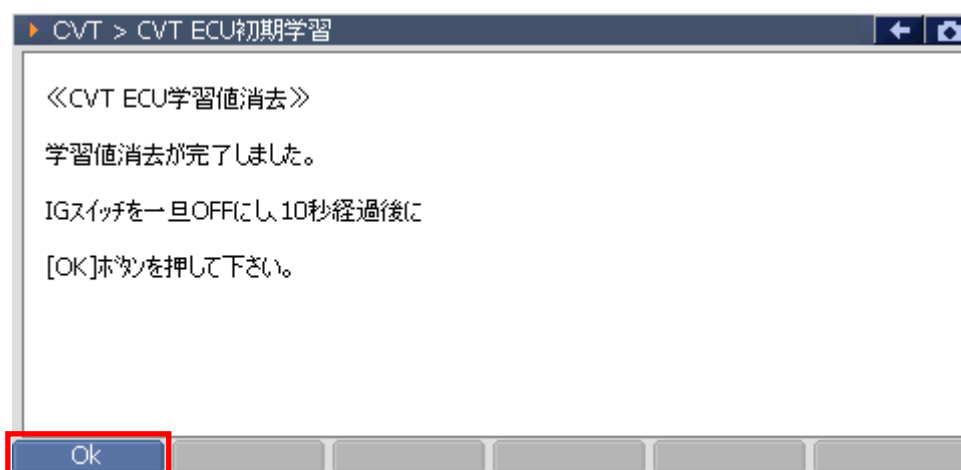 CVT > CVT ECU初期学習
≪CVT ECU学習値消去≫
学習値消去が完了しました。
IGスイッチを一旦OFFにし、10秒経過後に
[OK]ボタンを押して下さい。
Ok